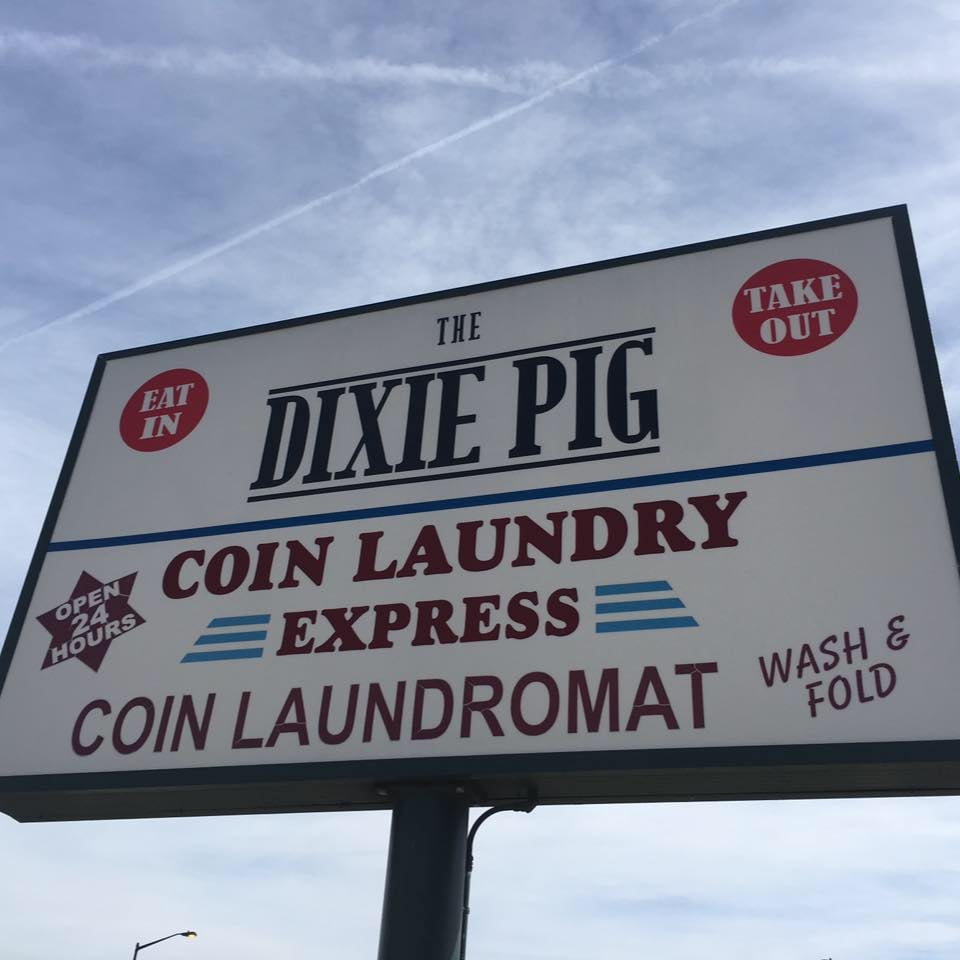 THE
DIXIE PIG
EAT
IN
TAKE
OUT
COIN LAUNDRY
EXPRESS
OPEN
24
HOURS
COIN LAUNDROMAT
WASH &
FOLD